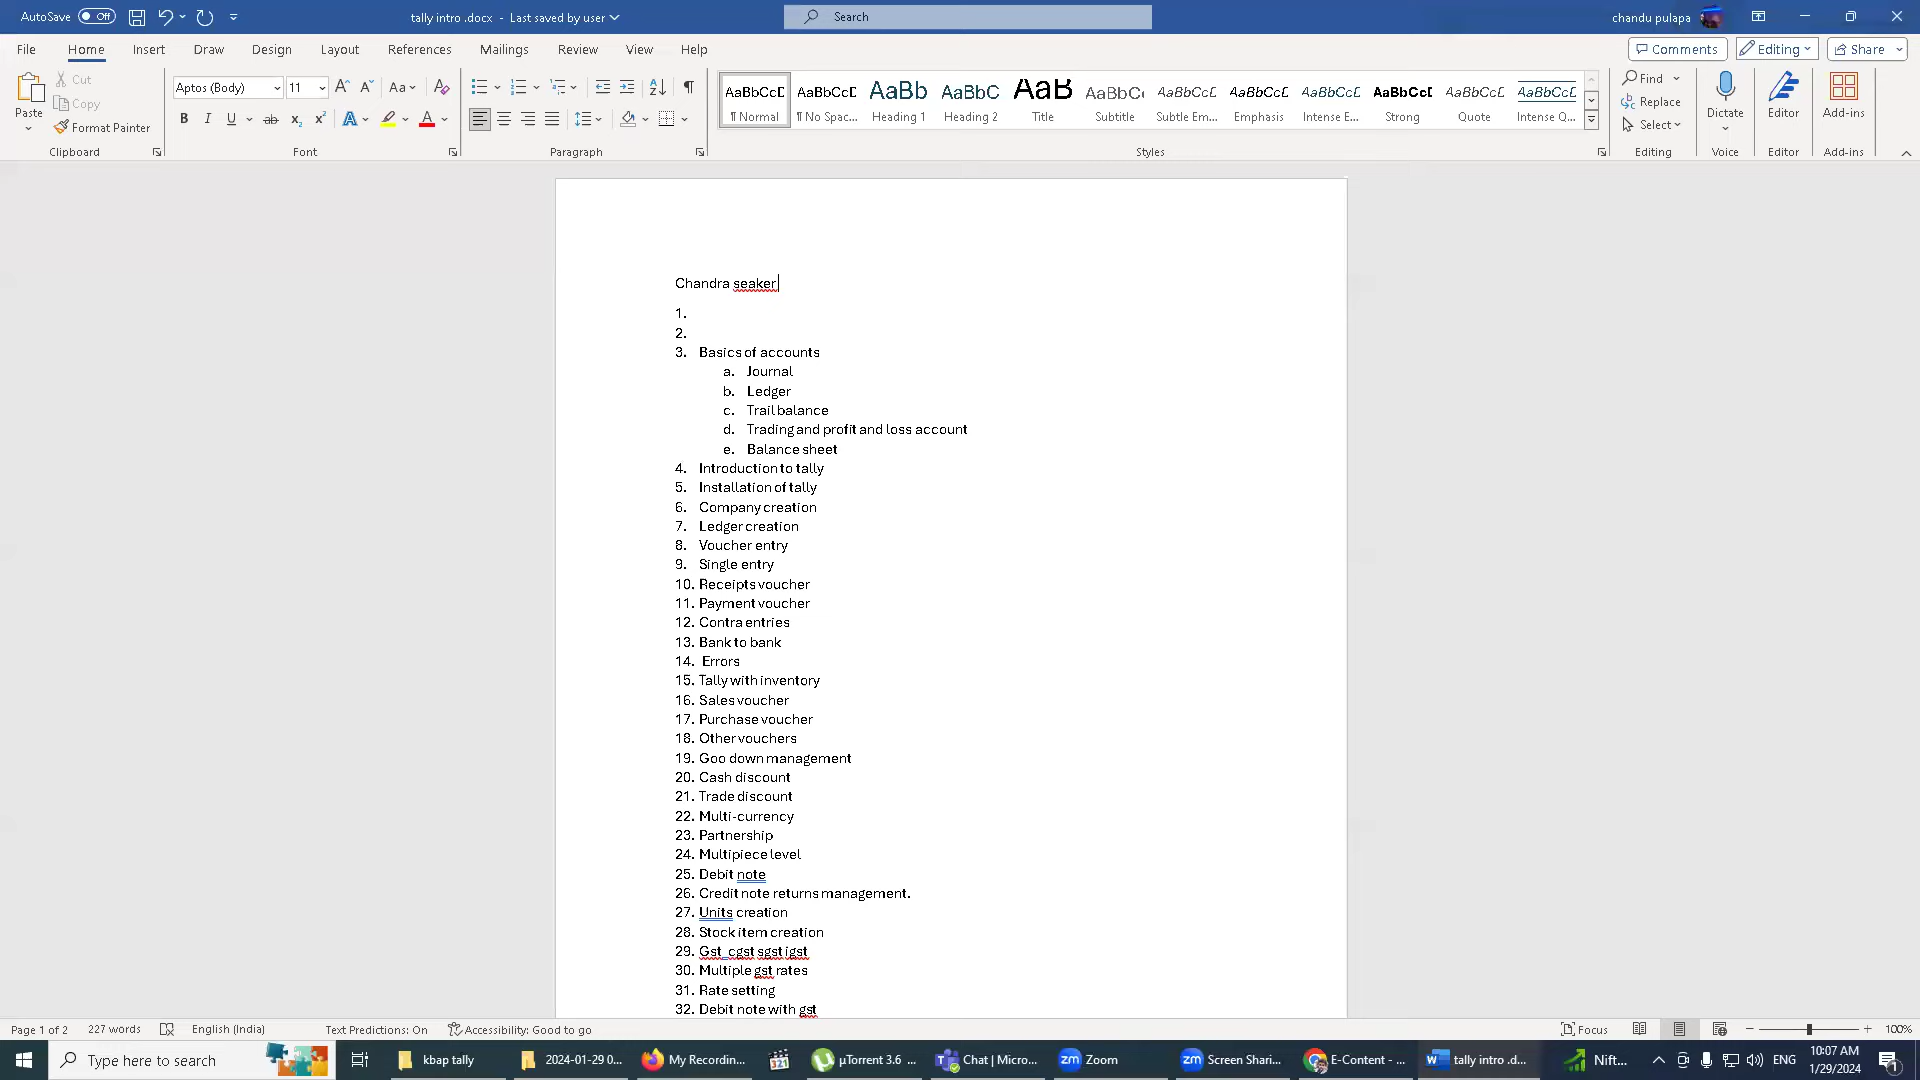 AutoSave Off tally intro .docx - Last saved by user Search chandu pulapa
File Home Insert Draw Design Layout References Mailings Review View Help Comments Editing Share
Paste Cut Copy Format Painter Clipboard
Aptos (Body) 11 Aa Font
Paragraph
AaBbCcD AaBbCcD AaBb AaBbC AaB AaBbCc AaBbCcD AaBbCcD AaBbCcD AaBbCcD AaBbCcD AaBbCcD
¶ Normal ¶ No Spac... Heading 1 Heading 2 Title Subtitle Subtle Em... Emphasis Intense E... Strong Quote Intense Q...
Styles
Find Replace Select Editing
Dictate Voice
Editor Editor
Add-ins Add-ins
Chandra seaker
1.
2.
3. Basics of accounts
a. Journal
b. Ledger
c. Trail balance
d. Trading and profit and loss account
e. Balance sheet
4. Introduction to tally
5. Installation of tally
6. Company creation
7. Ledger creation
8. Voucher entry
9. Single entry
10. Receipts voucher
11. Payment voucher
12. Contra entries
13. Bank to bank
14. Errors
15. Tally with inventory
16. Sales voucher
17. Purchase voucher
18. Other vouchers
19. Goo down management
20. Cash discount
21. Trade discount
22. Multi-currency
23. Partnership
24. Multipiece level
25. Debit note
26. Credit note returns management.
27. Units creation
28. Stock item creation
29. Gst cgst sgst igst
30. Multiple gst rates
31. Rate setting
32. Debit note with gst
Page 1 of 2 227 words English (India) Text Predictions: On Accessibility: Good to go Focus 100%
Type here to search kbap tally 2024-01-29 0... My Recordin... 321 µTorrent 3.6 ... Chat | Micro... Zoom Screen Shari... E-Content - ... tally intro .d... Nift... ENG 10:07 AM
1/29/2024 1